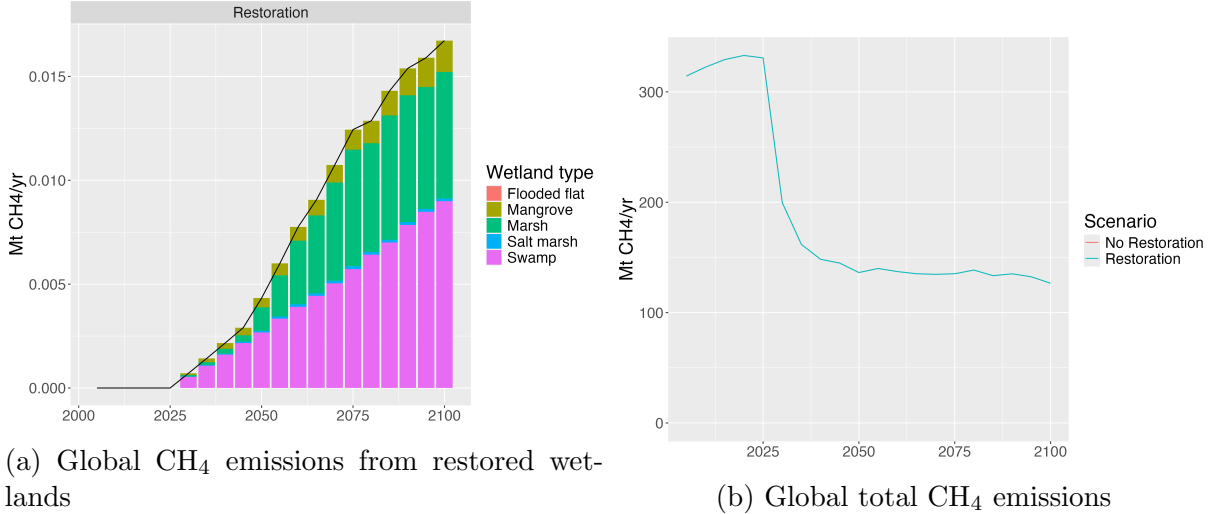 Restoration
Mt CH4/yr
0.015
0.010
0.005
0.000
2000 2025 2050 2075 2100
Wetland type
Flooded flat
Mangrove
Marsh
Salt marsh
Swamp
(a) Global CH₄ emissions from restored wet-
lands
Mt CH4/yr
300
200
100
0
2025 2050 2075 2100
Scenario
No Restoration
Restoration
(b) Global total CH₄ emissions